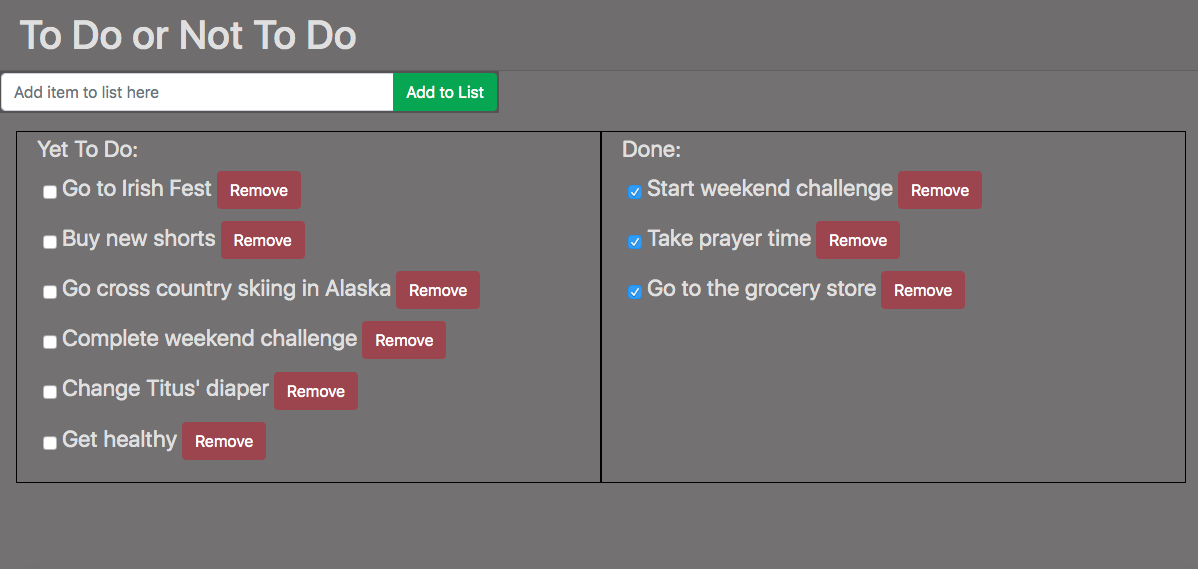 To Do or Not To Do
Add item to list here
Add to List
Yet To Do:
Go to Irish Fest Remove
Buy new shorts Remove
Go cross country skiing in Alaska Remove
Complete weekend challenge Remove
Change Titus' diaper Remove
Get healthy Remove
Done:
Start weekend challenge Remove
Take prayer time Remove
Go to the grocery store Remove